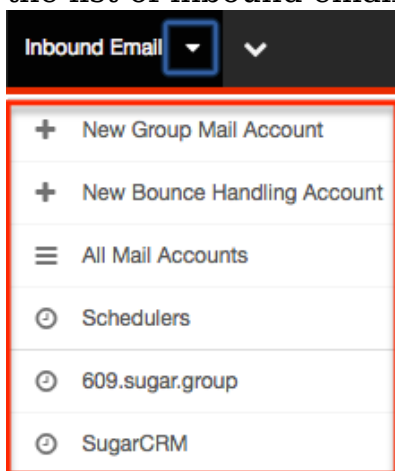 the list of inbound email
Inbound Email
New Group Mail Account
New Bounce Handling Account
All Mail Accounts
Schedulers
609.sugar.group
SugarCRM